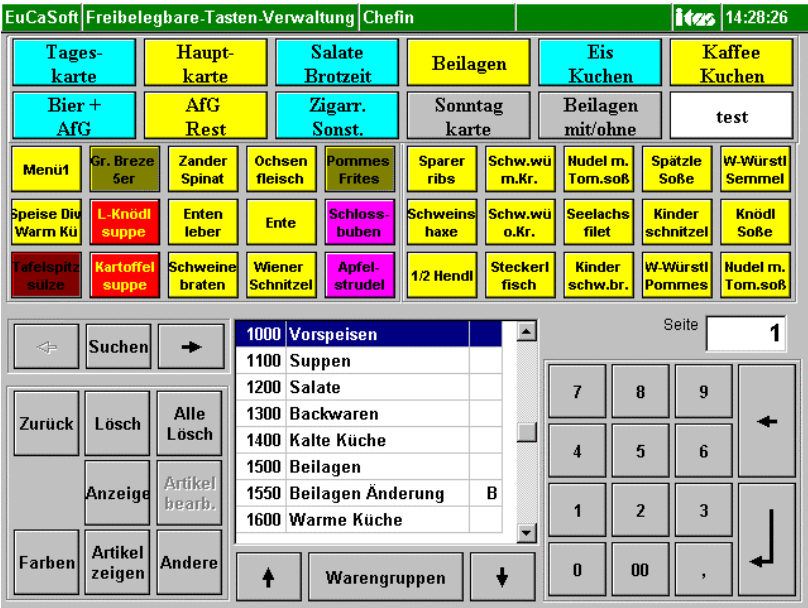 EuCaSoft Freibelegbare-Tasten-Verwaltung Chefin itos 14:28:26
Tages- Haupt- Salate Beilagen Eis Kaffee
karte karte Brotzeit Kuchen Kuchen
Bier + AfG Zigarr. Sonntag Beilagen test
AfG Rest Sonst. karte mit/ohne
Menü1 Gr. Breze Zander Ochsen Pommes Sparer Schw.wü Nudel m. Spätzle W-Würstl
5er Spinat fleisch Frites ribs m.Kr. Tom.soß Soße Semmel
Speise Div L-Knödl Enten Ente Schloss- Schweins Schw.wü Seelachs Kinder Knödl
Warm Kü suppe leber buben haxe o.Kr. filet schnitzel Soße
Tafelspitz Kartoffel Schweine Wiener Apfel- 1/2 Hendl Steckerl Kinder W-Würstl Nudel m.
sülze suppe braten Schnitzel strudel fisch schw.br. Pommes Tom.soß
Suchen
Zurück Lösch Alle
Lösch
Anzeige Artikel
bearb.
Farben Artikel Andere
zeigen
1000 Vorspeisen
1100 Suppen
1200 Salate
1300 Backwaren
1400 Kalte Küche
1500 Beilagen
1550 Beilagen Änderung B
1600 Warme Küche
Warengruppen
Seite 1
7 8 9
4 5 6
1 2 3
0 00 ,